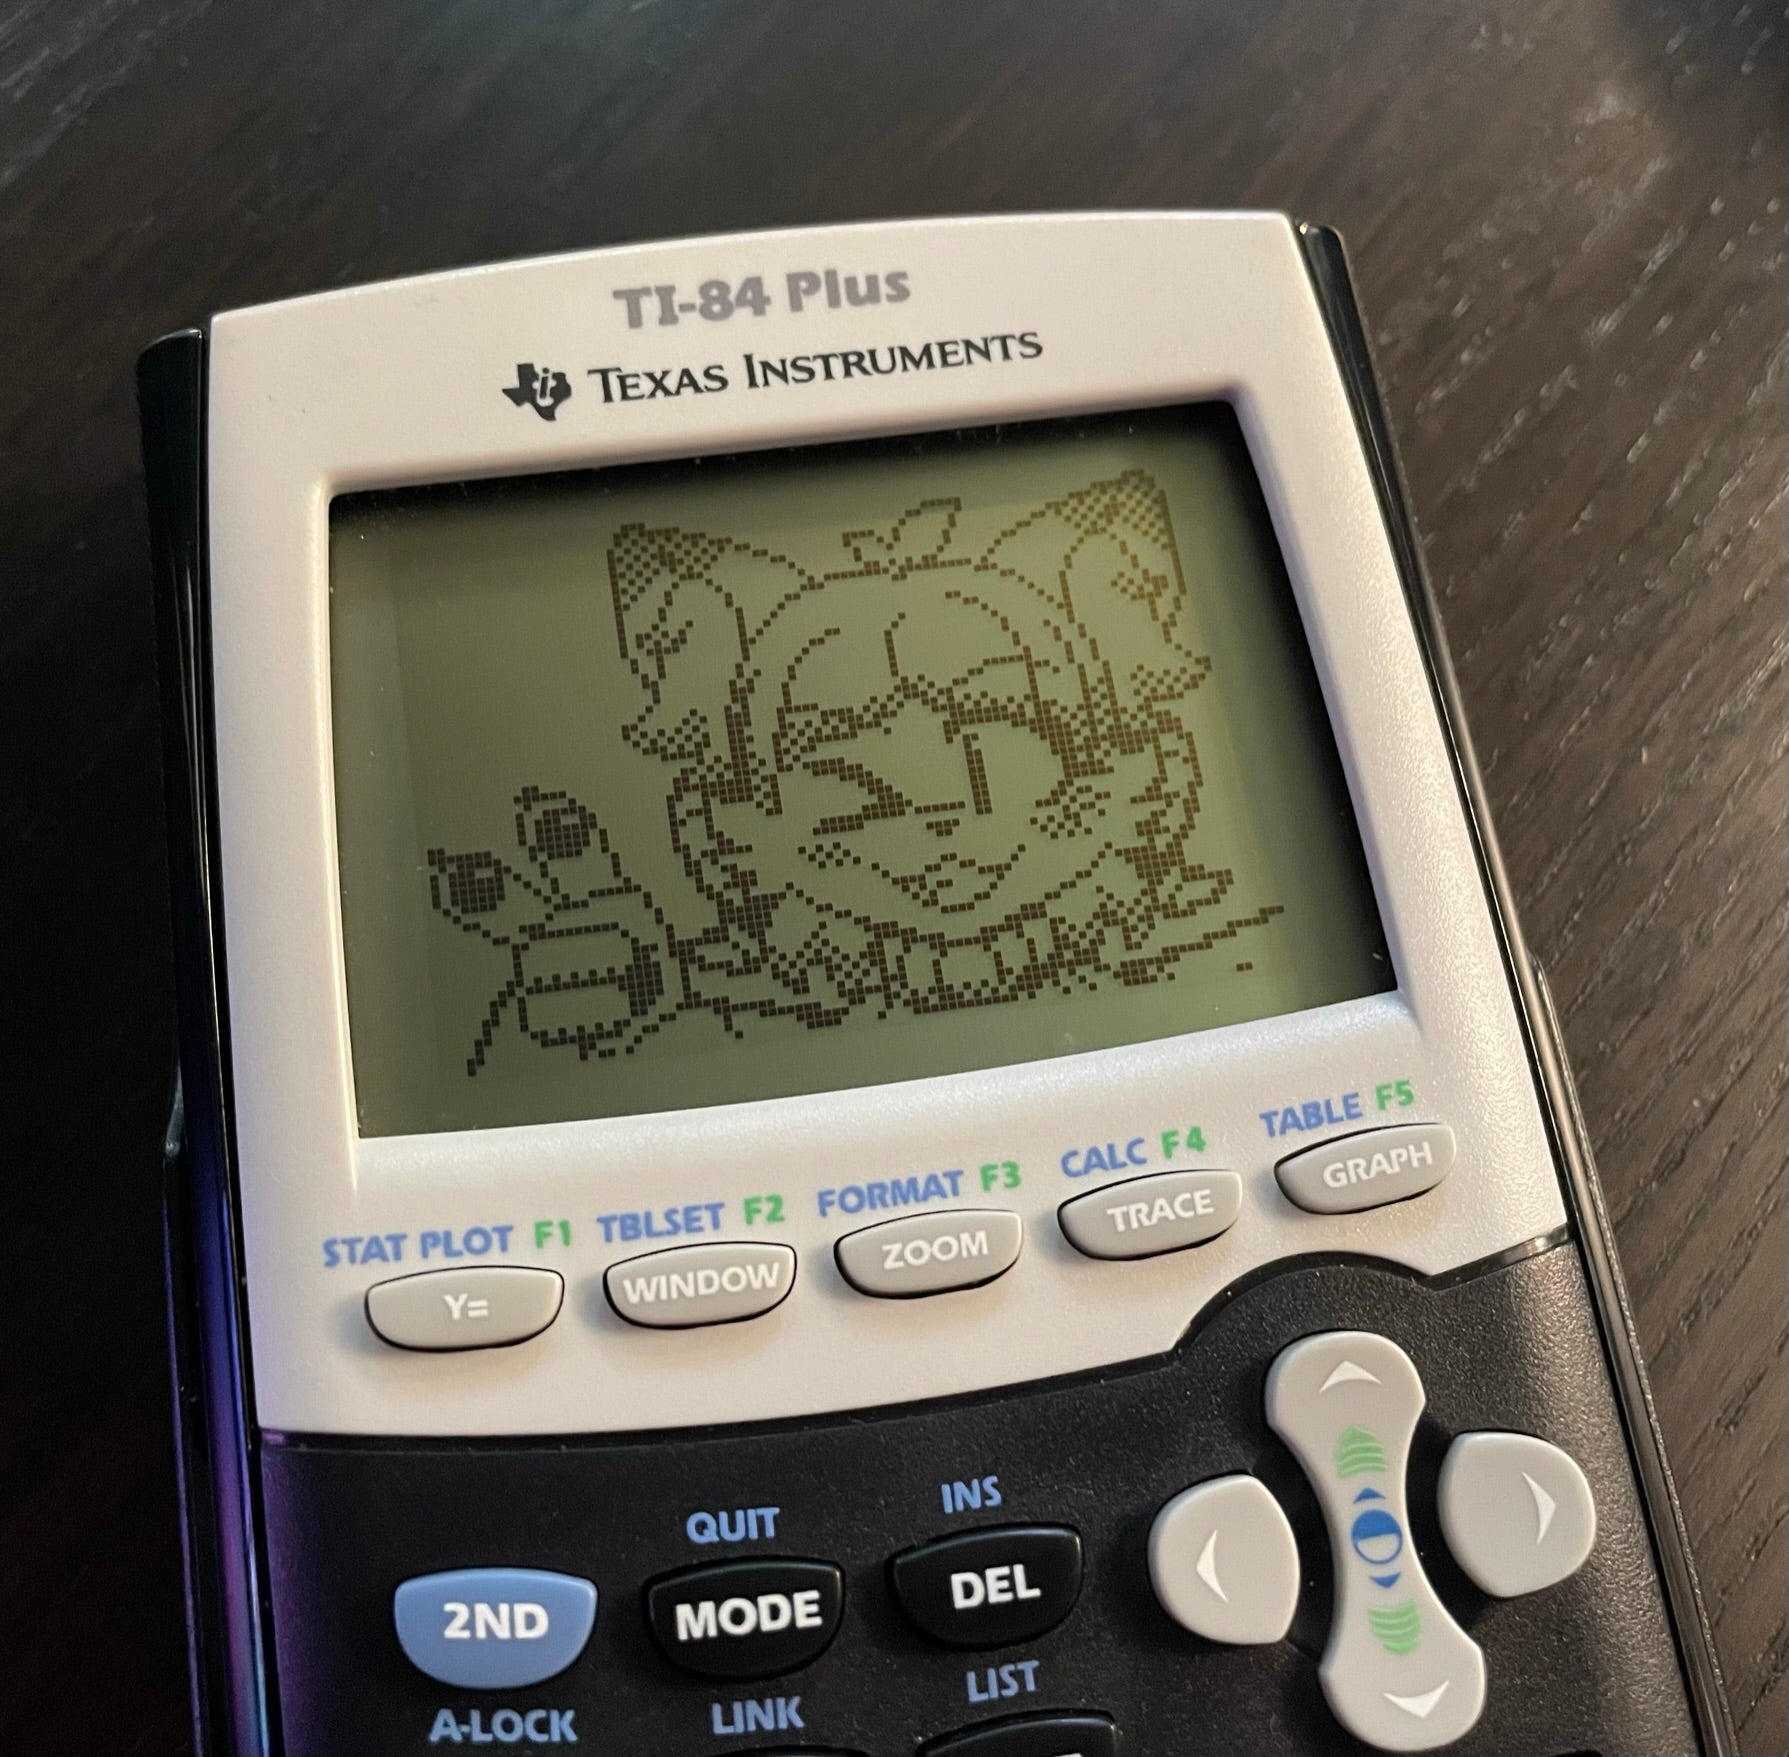 TI-84 Plus
TEXAS INSTRUMENTS
STAT PLOT F1 TBLSET F2 FORMAT F3 CALC F4 TABLE F5
Y= WINDOW ZOOM TRACE GRAPH
QUIT INS
2ND MODE DEL
A-LOCK LINK LIST